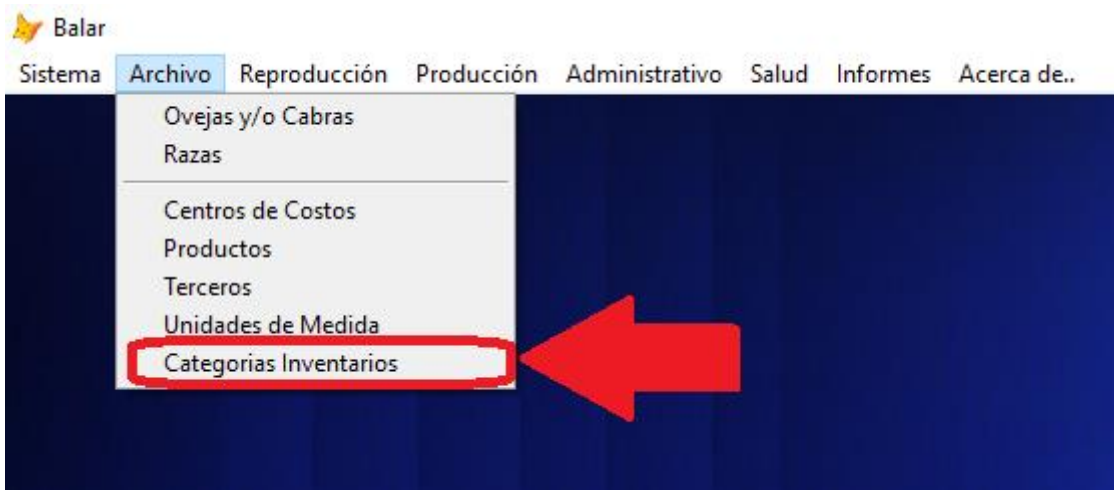 Balar
Sistema Archivo Reproducción Producción Administrativo Salud Informes Acerca de..
Ovejas y/o Cabras
Razas
Centros de Costos
Productos
Terceros
Unidades de Medida
Categorias Inventarios